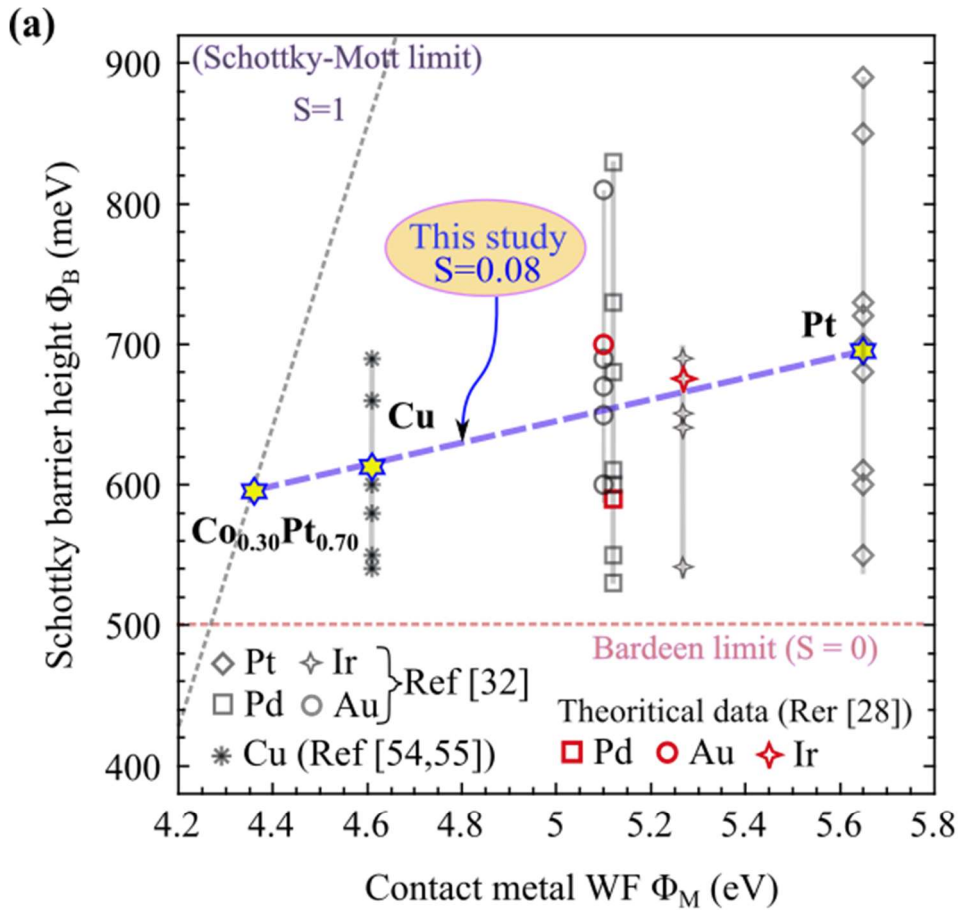 (a)
(Schottky-Mott limit)
S=1
This study
S=0.08
Pt
Cu
Co0.30Pt0.70
Bardeen limit (S = 0)
Pt Ir
Pd Au
}Ref [32]
Cu (Ref [54,55])
Theoritical data (Rer [28])
Pd Au Ir
Schottky barrier height ΦB (meV)
900
800
700
600
500
400
4.2 4.4 4.6 4.8 5 5.2 5.4 5.6 5.8
Contact metal WF ΦM (eV)